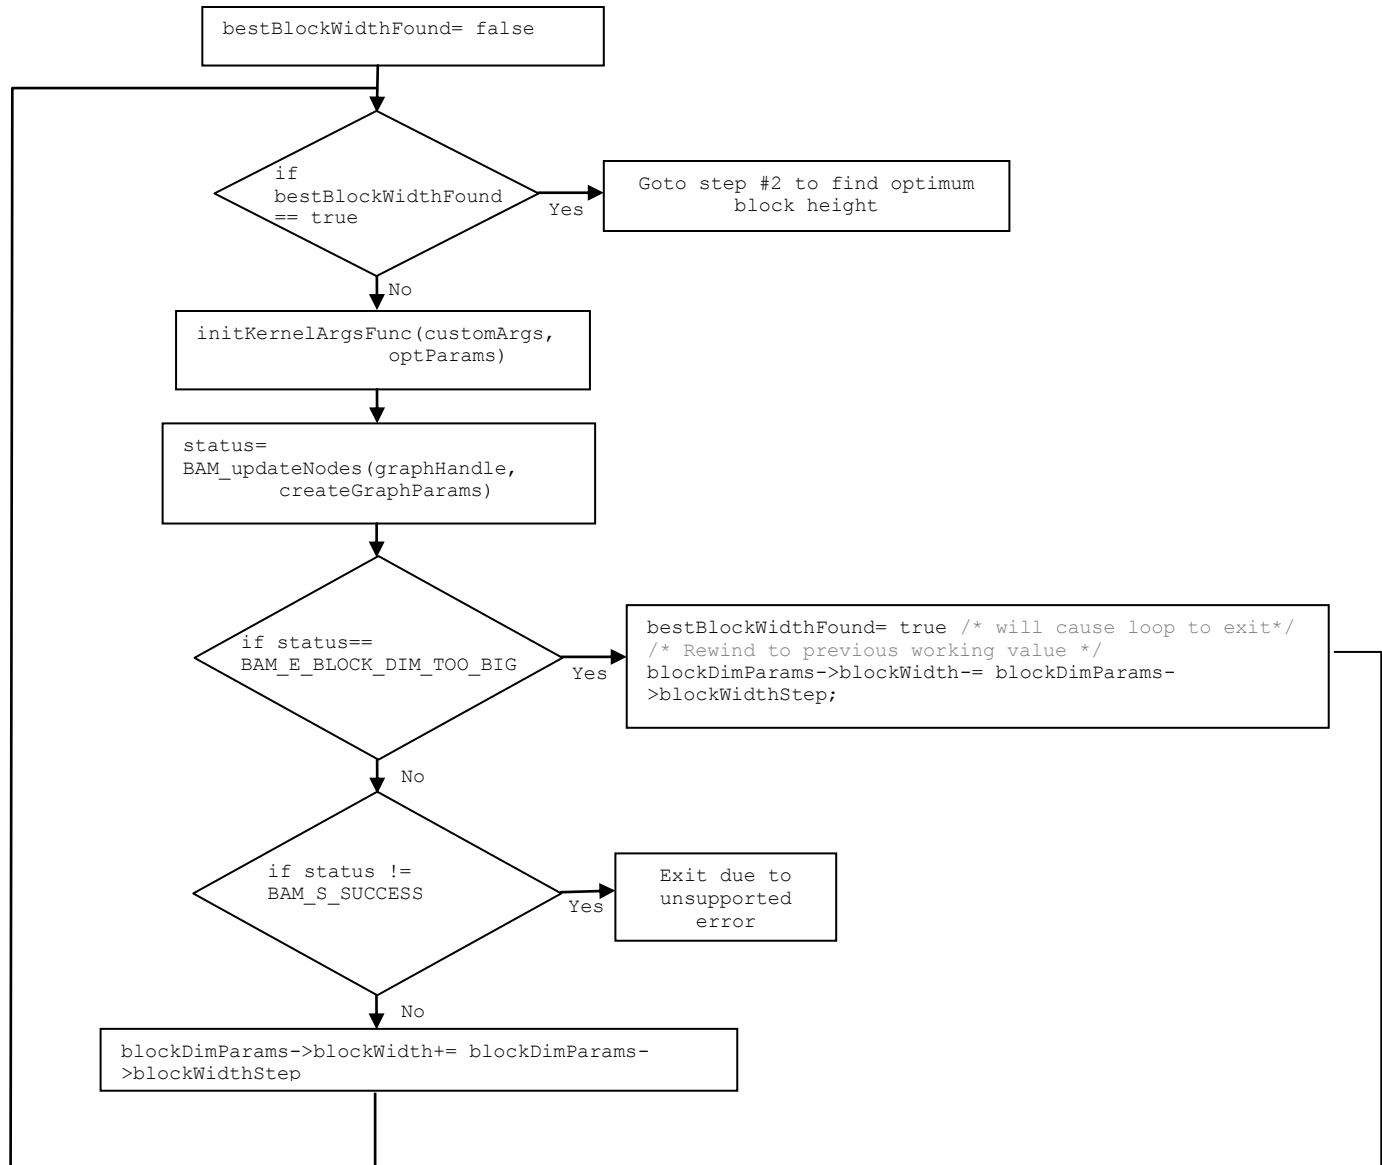 bestBlockWidthFound= false
if
bestBlockWidthFound
== true
Yes
Goto step #2 to find optimum
block height
No
initKernelArgsFunc(customArgs,
optParams)
status=
BAM_updateNodes(graphHandle,
createGraphParams)
if status==
BAM_E_BLOCK_DIM_TOO_BIG
Yes
bestBlockWidthFound= true /* will cause loop to exit*/
/* Rewind to previous working value */
blockDimParams->blockWidth-= blockDimParams-
>blockWidthStep;
No
if status !=
BAM_S_SUCCESS
Yes
Exit due to
unsupported
error
No
blockDimParams->blockWidth+= blockDimParams-
>blockWidthStep